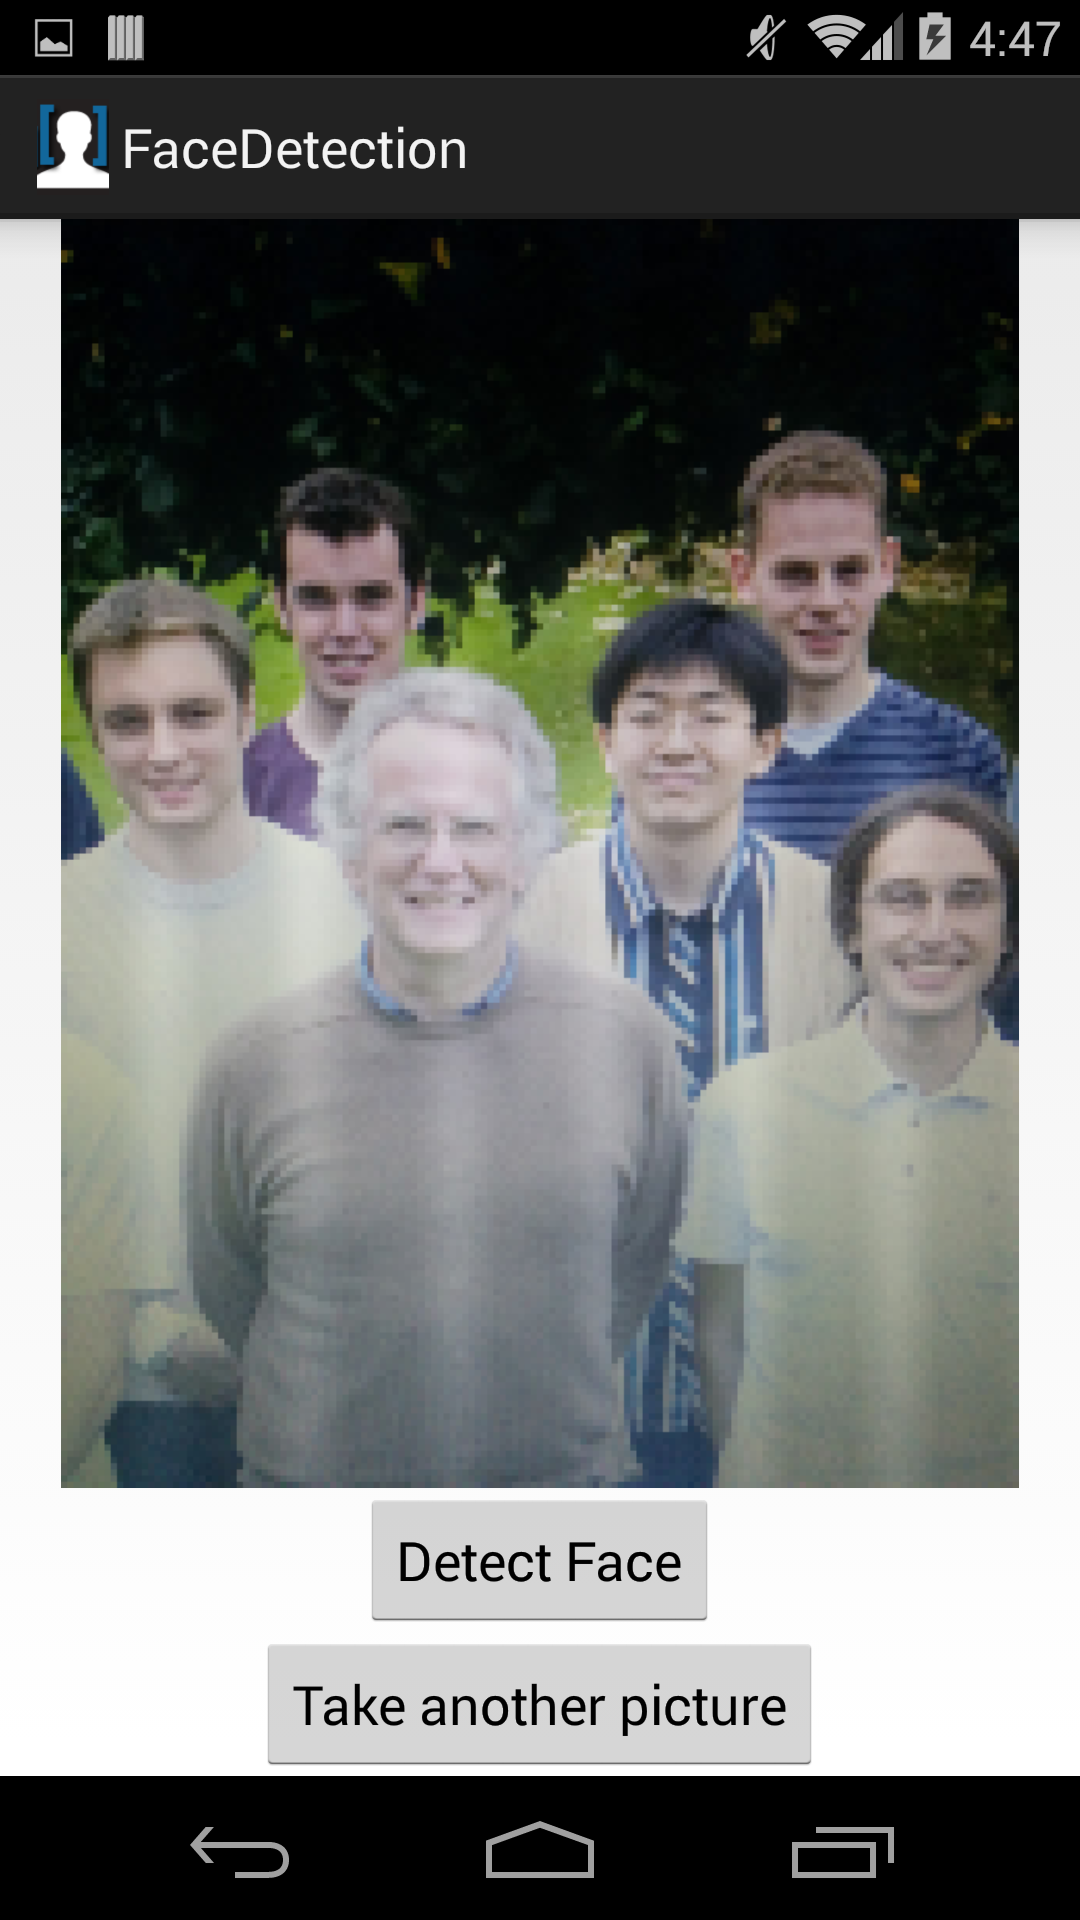 4:47
FaceDetection
Detect Face
Take another picture